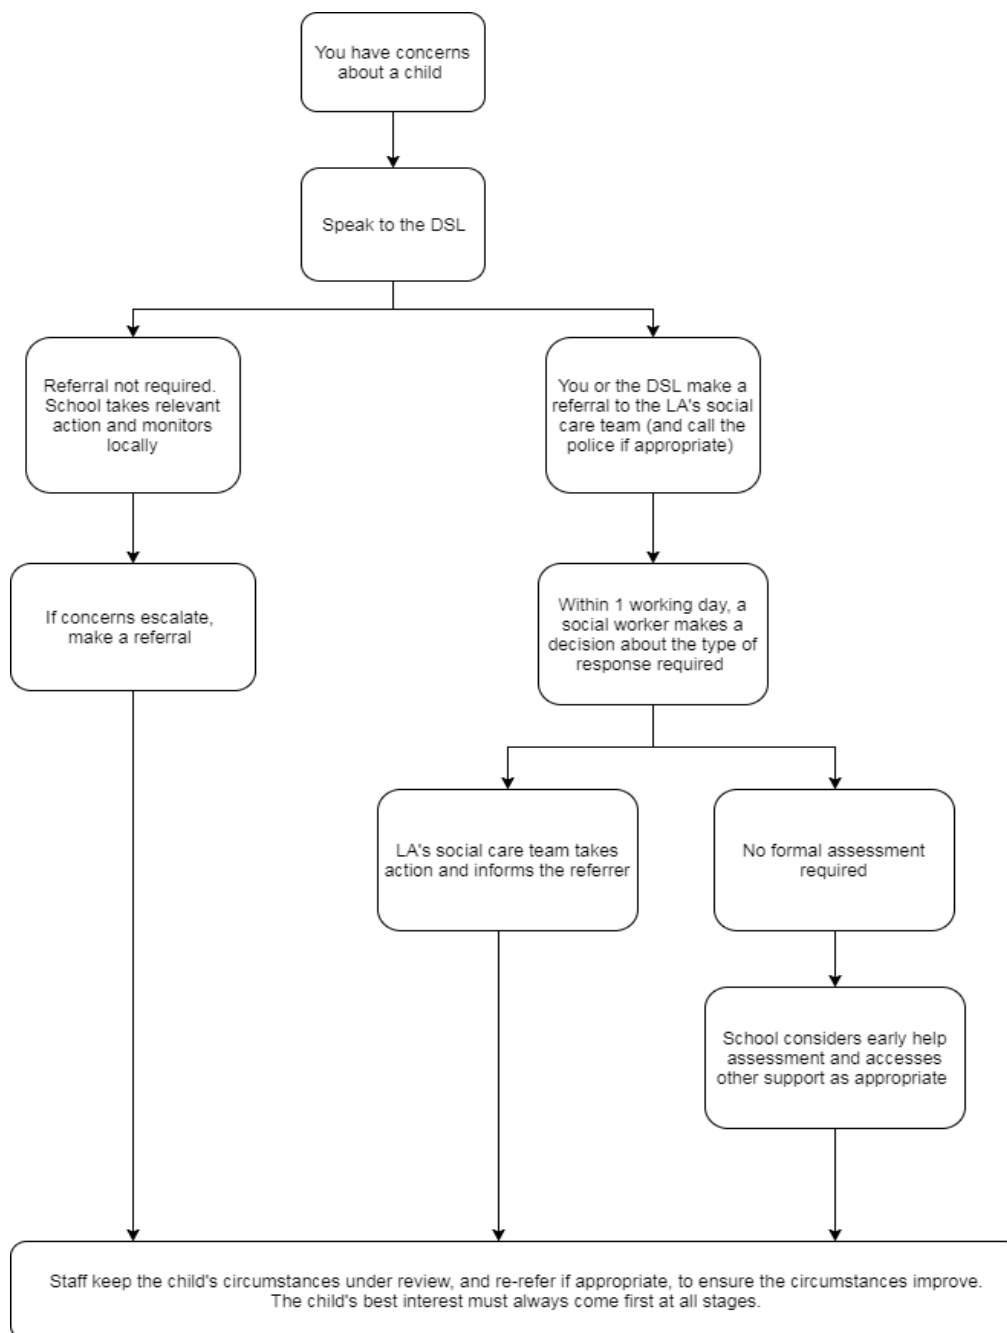 You have concerns
about a child
Speak to the DSL
Referral not required.
School takes relevant
action and monitors
locally
You or the DSL make a
referral to the LA's social
care team (and call the
police if appropriate)
If concerns escalate,
make a referral
Within 1 working day, a
social worker makes a
decision about the type of
response required
LA's social care team takes
action and informs the referrer
No formal assessment
required
School considers early help
assessment and accesses
other support as appropriate
Staff keep the child's circumstances under review, and re-refer if appropriate, to ensure the circumstances improve.
The child's best interest must always come first at all stages.